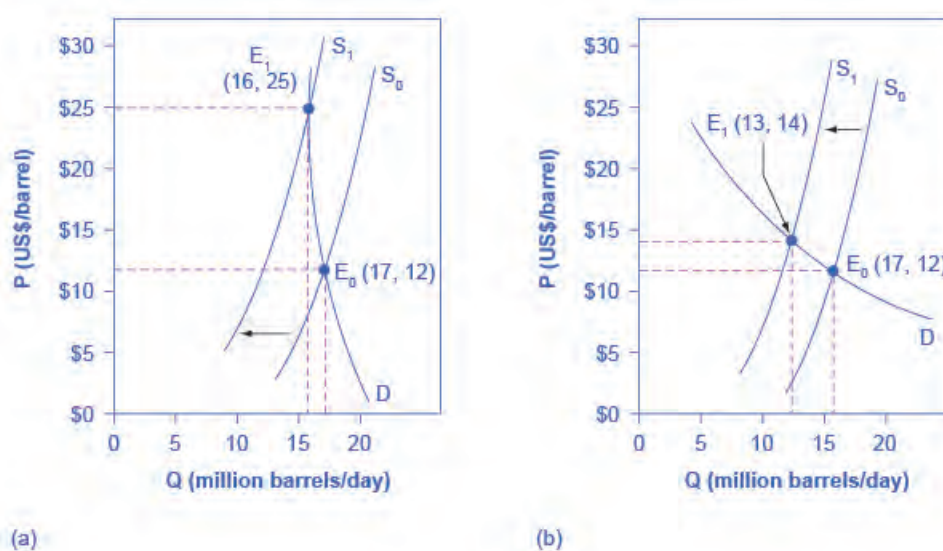 $30
$25
$20
$15
$10
$5
$0
P (US$/barrel)
E1
(16, 25)
S1
S0
E0 (17, 12)
D
0 5 10 15 20
Q (million barrels/day)
(a)
$30
$25
$20
$15
$10
$5
$0
P (US$/barrel)
S1
S0
E1 (13, 14)
E0 (17, 12)
D
0 5 10 15 20
Q (million barrels/day)
(b)